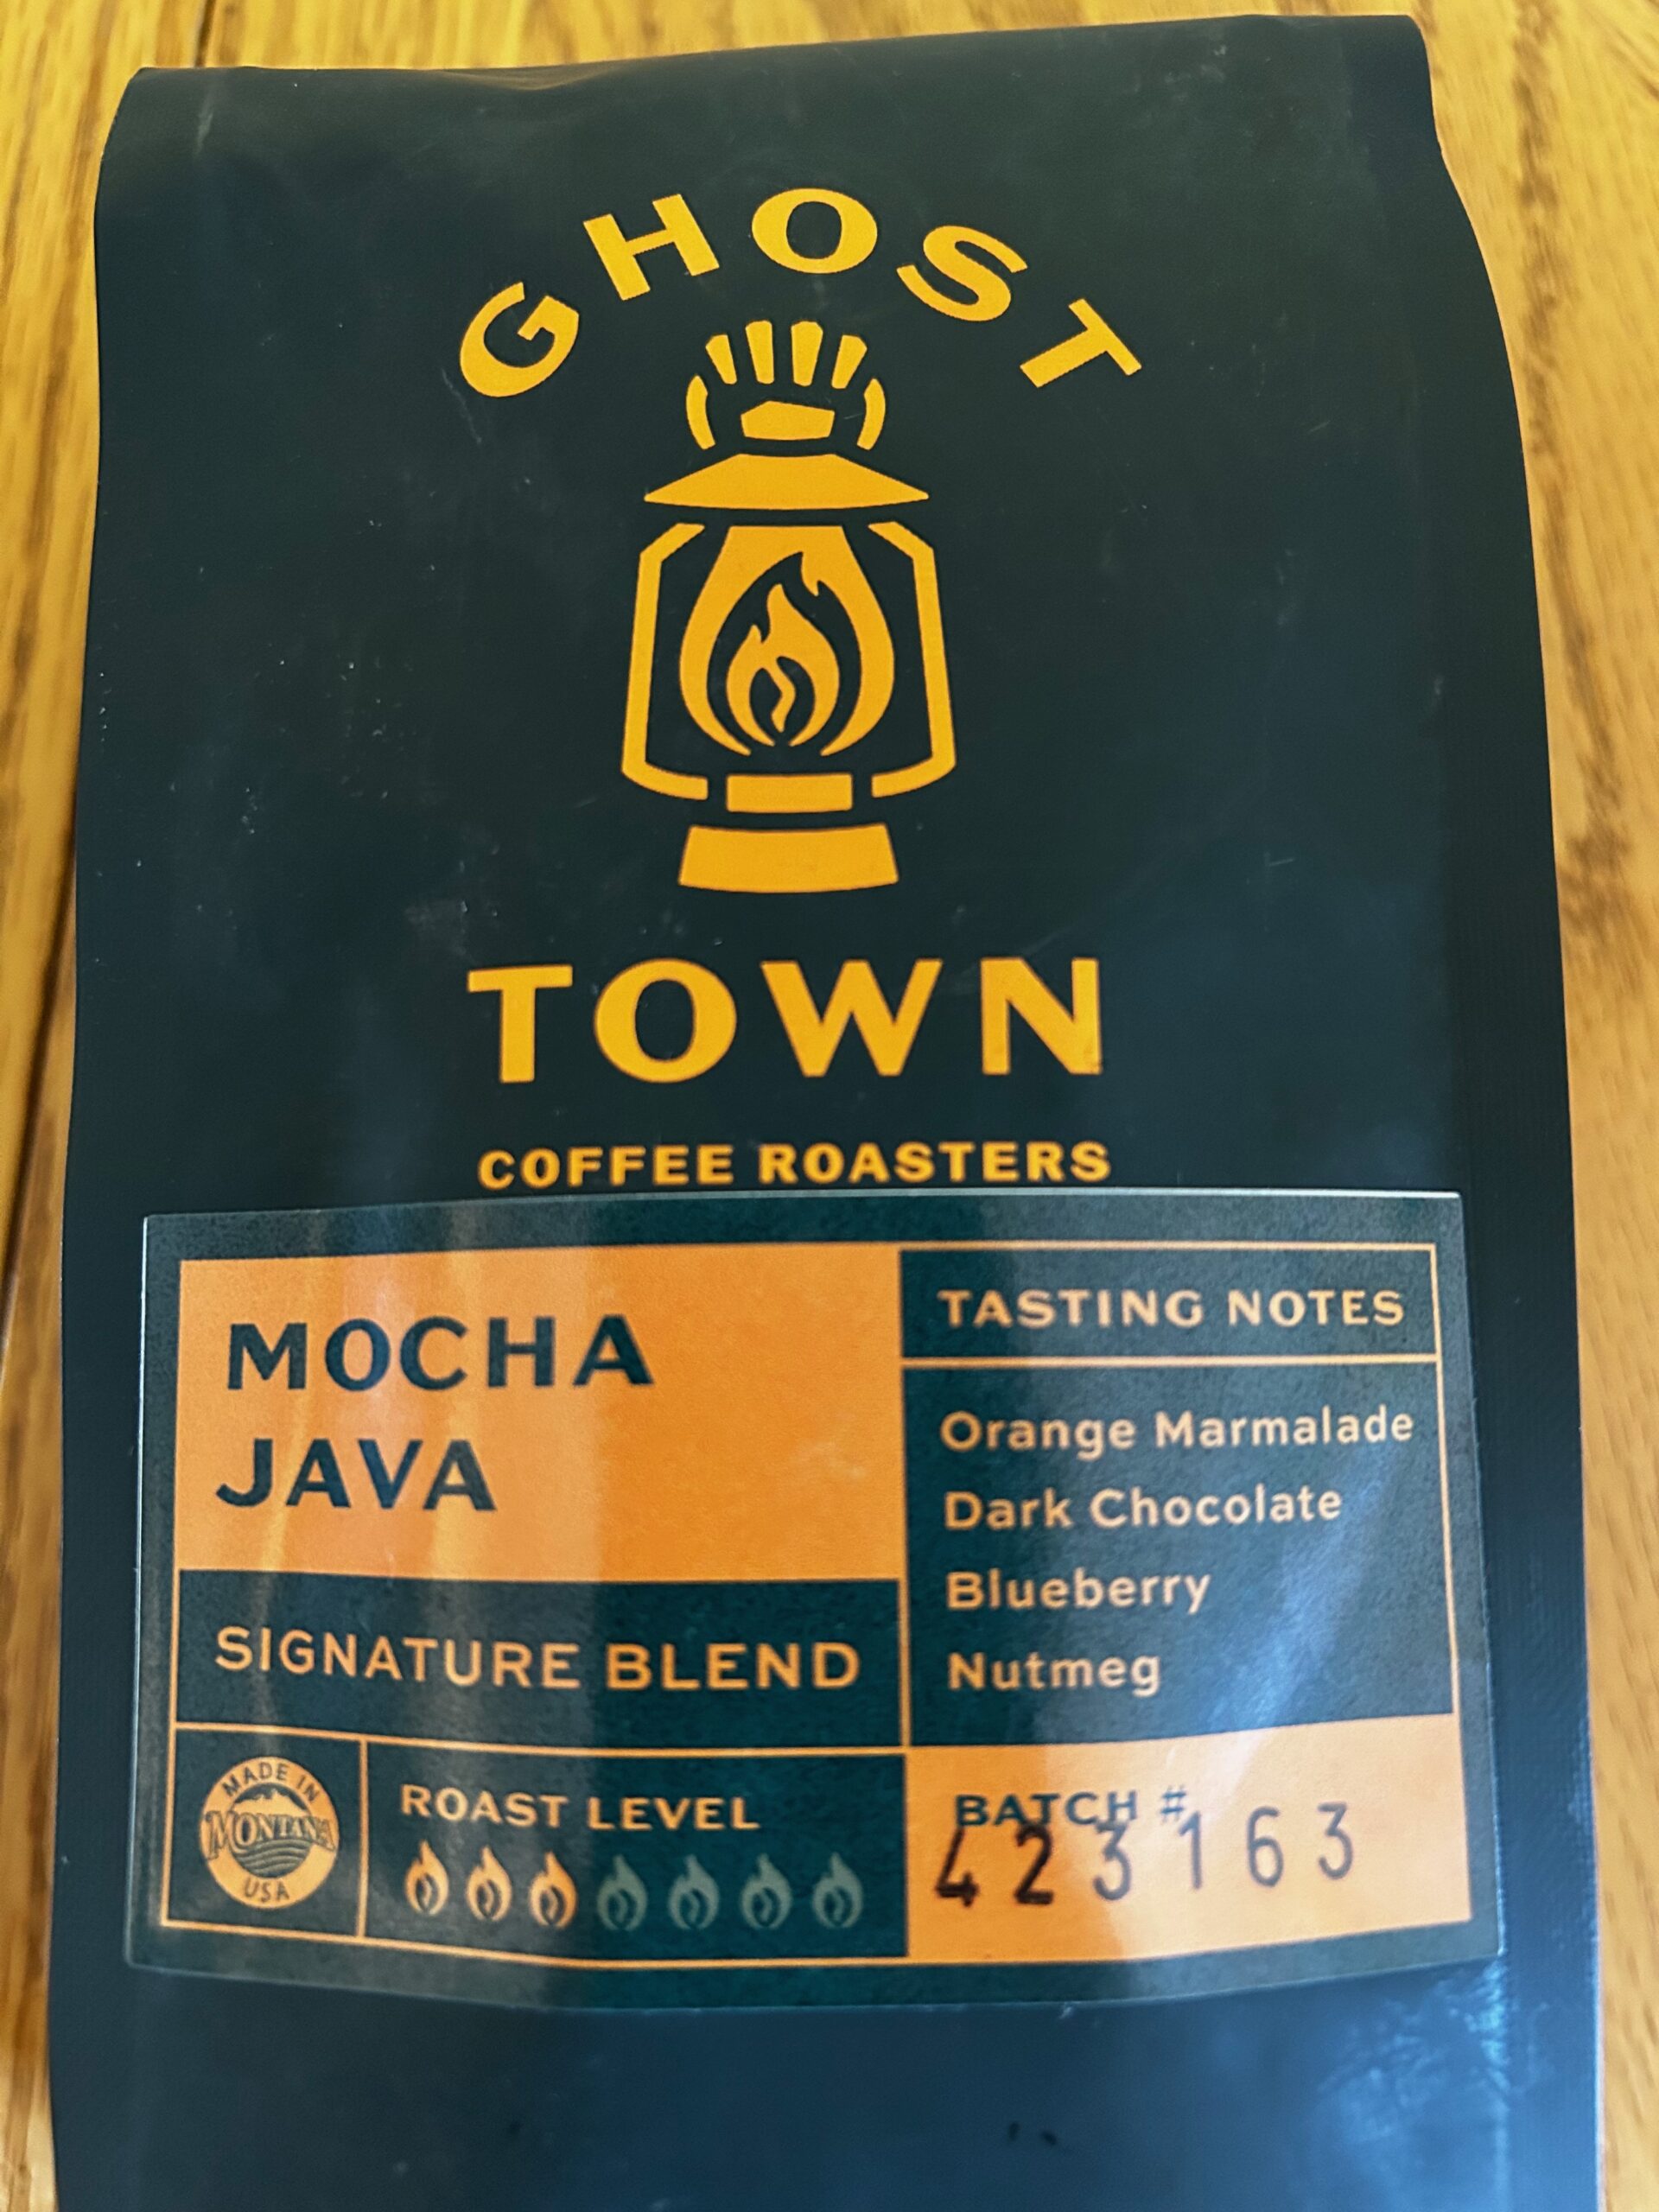 GHOST
TOWN
COFFEE ROASTERS
MOCHA
JAVA
SIGNATURE BLEND
MADE IN
MONTANA
USA
ROAST LEVEL
TASTING NOTES
Orange Marmalade
Dark Chocolate
Blueberry
Nutmeg
BATCH #
423163